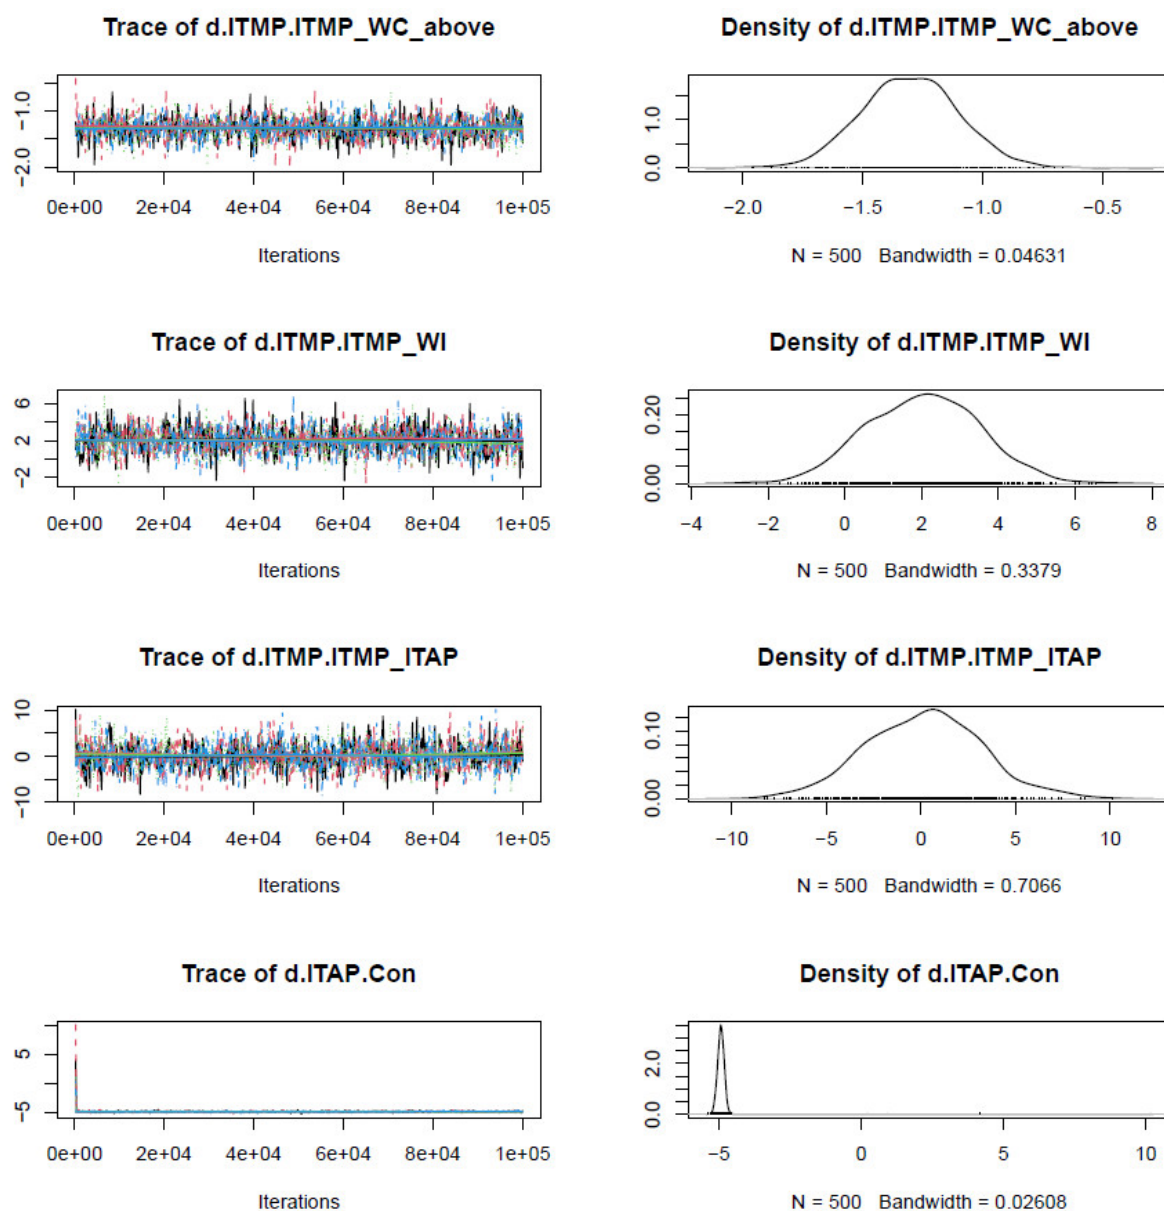 Trace of d.ITMP.ITMP_WC_above
Density of d.ITMP.ITMP_WC_above
−2.0 −1.0
0.0 1.0
0e+00 2e+04 4e+04 6e+04 8e+04 1e+05
−2.0 −1.5 −1.0 −0.5
Iterations
N = 500 Bandwidth = 0.04631
Trace of d.ITMP.ITMP_WI
Density of d.ITMP.ITMP_WI
−2 2 6
0.00 0.20
0e+00 2e+04 4e+04 6e+04 8e+04 1e+05
−4 −2 0 2 4 6 8
Iterations
N = 500 Bandwidth = 0.3379
Trace of d.ITMP.ITMP_ITAP
Density of d.ITMP.ITMP_ITAP
−10 0 10
0.00 0.10
0e+00 2e+04 4e+04 6e+04 8e+04 1e+05
−10 −5 0 5 10
Iterations
N = 500 Bandwidth = 0.7066
Trace of d.ITAP.Con
Density of d.ITAP.Con
−5 5
0.0 2.0
0e+00 2e+04 4e+04 6e+04 8e+04 1e+05
−5 0 5 10
Iterations
N = 500 Bandwidth = 0.02608